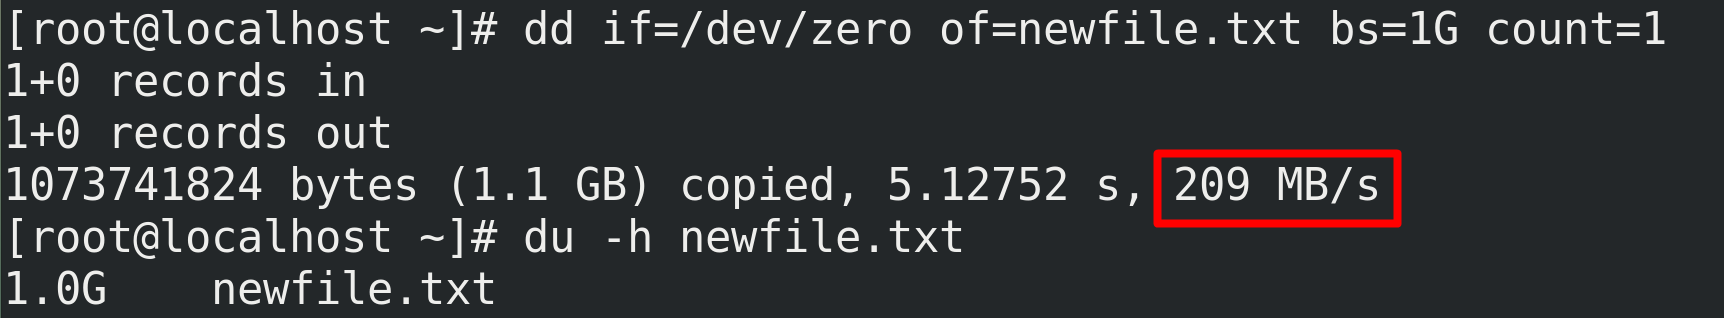 [root@localhost ~]# dd if=/dev/zero of=newfile.txt bs=1G count=1
1+0 records in
1+0 records out
1073741824 bytes (1.1 GB) copied, 5.12752 s, 209 MB/s
[root@localhost ~]# du -h newfile.txt
1.0G    newfile.txt